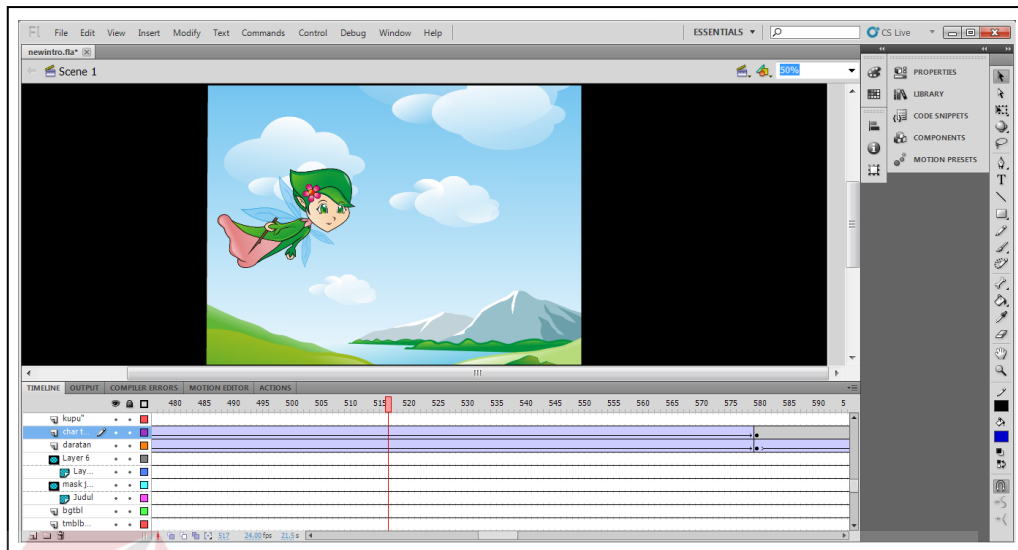 Fl File Edit View Insert Modify Text Commands Control Debug Window Help ESSENTIALS CS Live
newintro.fla*
Scene 1 50%
PROPERTIES
LIBRARY
CODE SNIPPETS
COMPONENTS
MOTION PRESETS
TIMELINE OUTPUT COMPILER ERRORS MOTION EDITOR ACTIONS
480 485 490 495 500 505 510 515 520 525 530 535 540 545 550 555 560 565 570 575 580 585 590 5
kupu"
char t...
daratan
Layer 6
Lay...
mask j...
Judul
bgtbl
tmblb...
517 24.00 fps 21.5 s